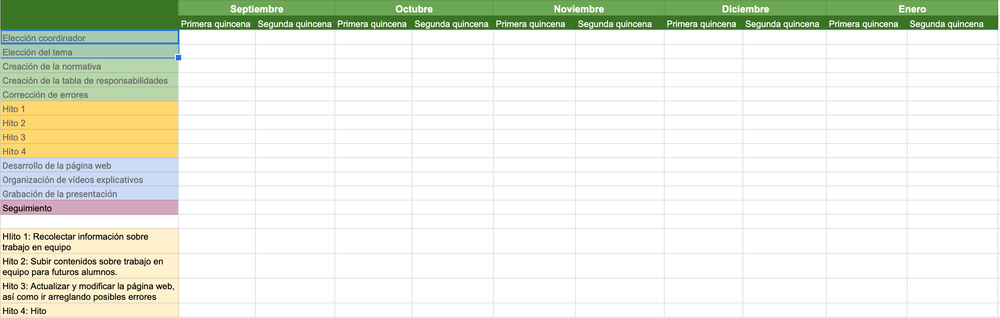 Septiembre Octubre Noviembre Diciembre Enero
Primera quincena Segunda quincena Primera quincena Segunda quincena Primera quincena Segunda quincena Primera quincena Segunda quincena Primera quincena Segunda quincena
Elección coordinador
Elección del tema
Creación de la normativa
Creación de la tabla de responsabilidades
Corrección de errores
Hito 1
Hito 2
Hito 3
Hito 4
Desarrollo de la página web
Organización de vídeos explicativos
Grabación de la presentación
Seguimiento
HIito 1: Recolectar información sobre
trabajo en equipo
Hito 2: Subir contenidos sobre trabajo en
equipo para futuros alumnos.
Hito 3: Actualizar y modificar la página web,
así como ir arreglando posibles errores
Hito 4: Hito